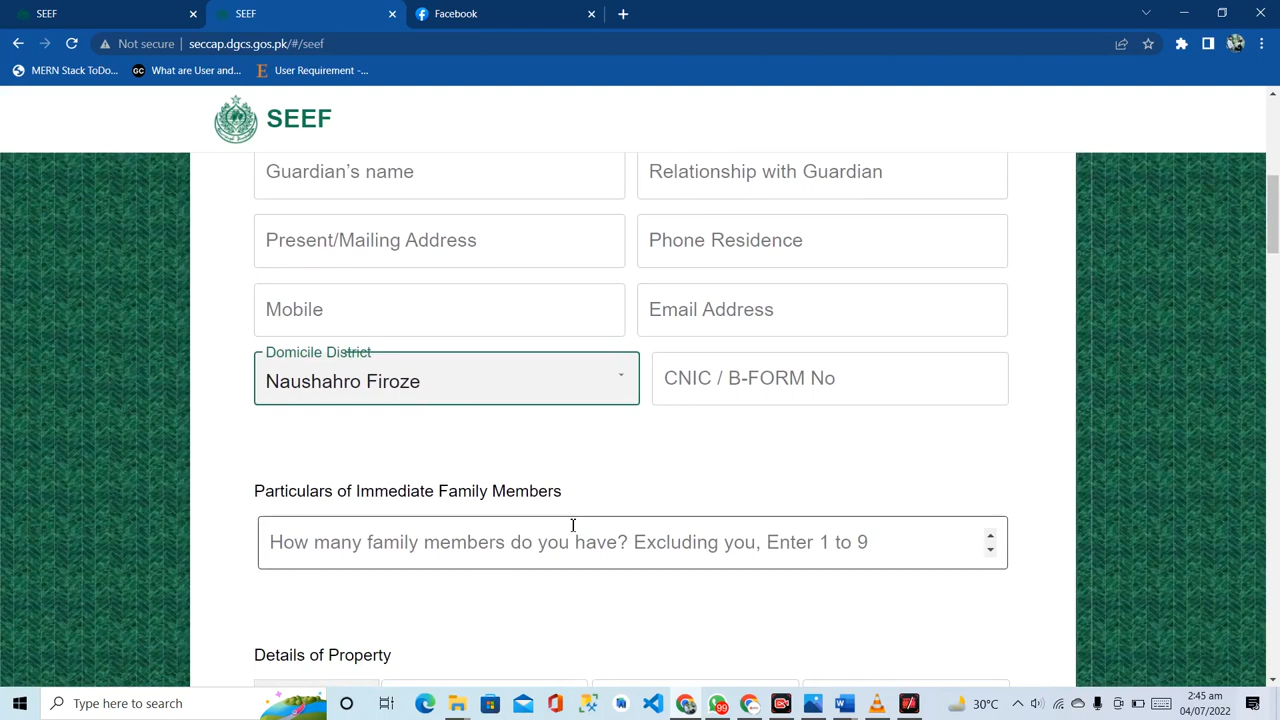 SEEF
SEEF
Facebook
Not secure
seccap.dgcs.gos.pk/#/seef
MERN Stack ToDo...
GC
What are User and...
E
User Requirement -...
SEEF
Guardian's name
Relationship with Guardian
Present/Mailing Address
Phone Residence
Mobile
Email Address
Domicile District
Naushahro Firoze
CNIC / B-FORM No
Particulars of Immediate Family Members
How many family members do you have? Excluding you, Enter 1 to 9
Details of Property
Type here to search
99
30°C
2:45 am
04/07/2022